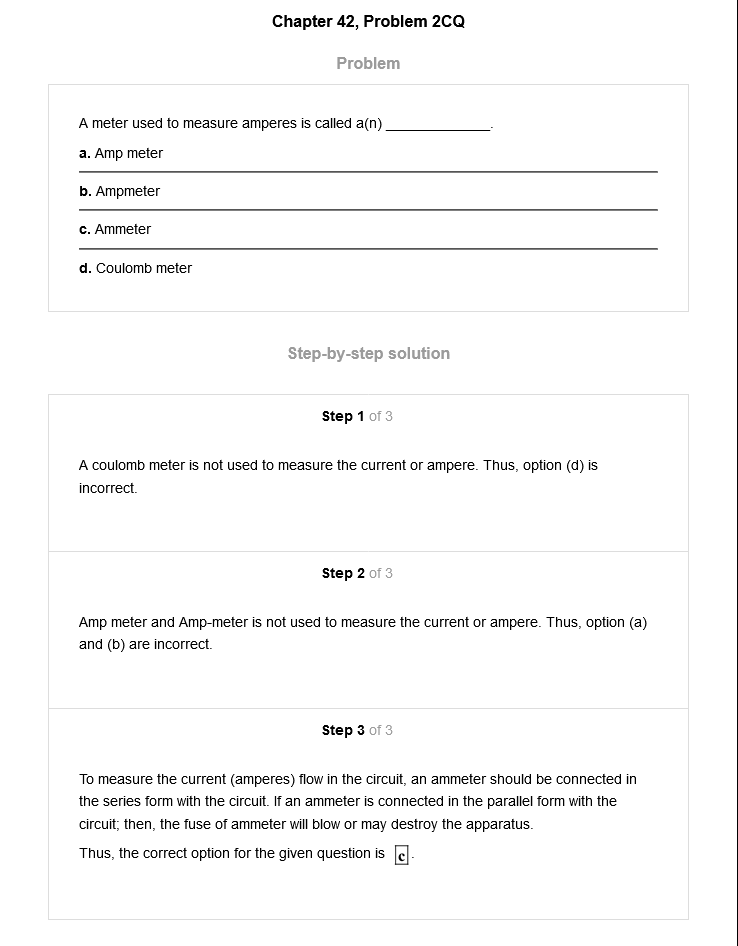 Chapter 42, Problem 2CQ
Problem
A meter used to measure amperes is called a(n) ______________.
a. Amp meter
b. Ampmeter
c. Ammeter
d. Coulomb meter
Step-by-step solution
Step 1 of 3
A coulomb meter is not used to measure the current or ampere. Thus, option (d) is
incorrect.
Step 2 of 3
Amp meter and Amp-meter is not used to measure the current or ampere. Thus, option (a)
and (b) are incorrect.
Step 3 of 3
To measure the current (amperes) flow in the circuit, an ammeter should be connected in
the series form with the circuit. If an ammeter is connected in the parallel form with the
circuit; then, the fuse of ammeter will blow or may destroy the apparatus.
Thus, the correct option for the given question is c.